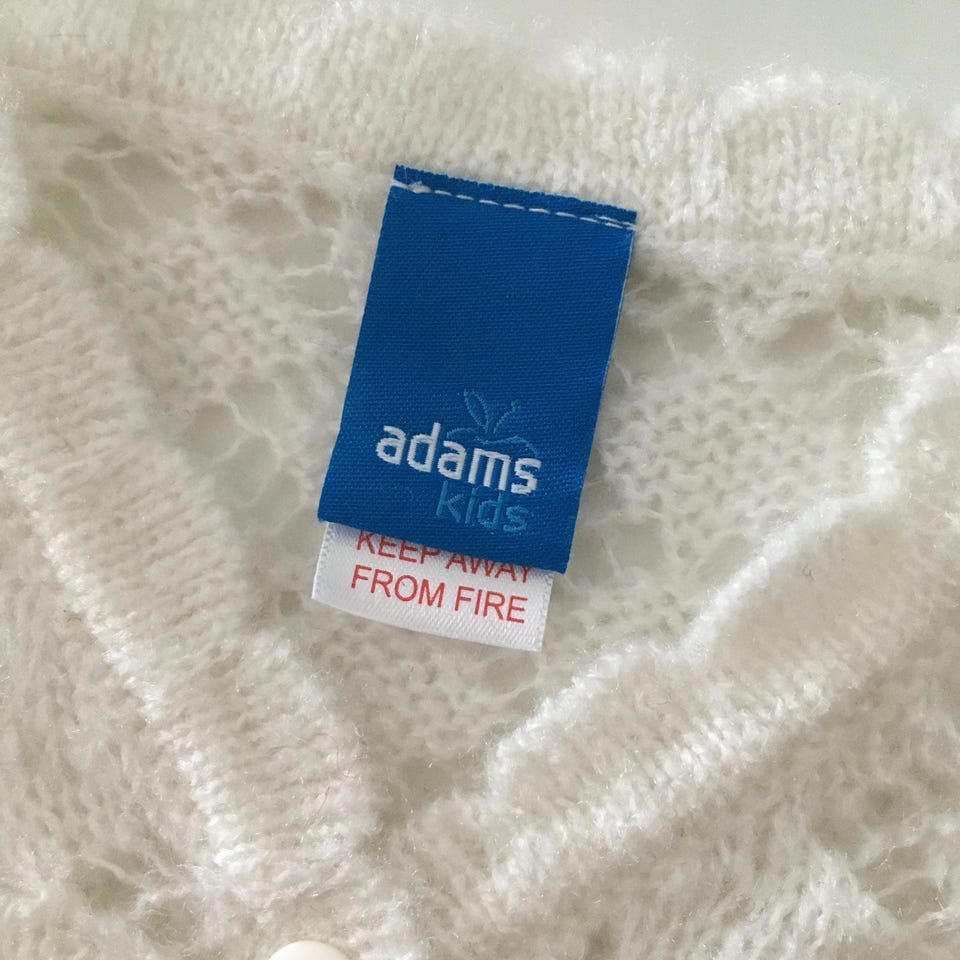 adams
kids
KEEP AWAY
FROM FIRE